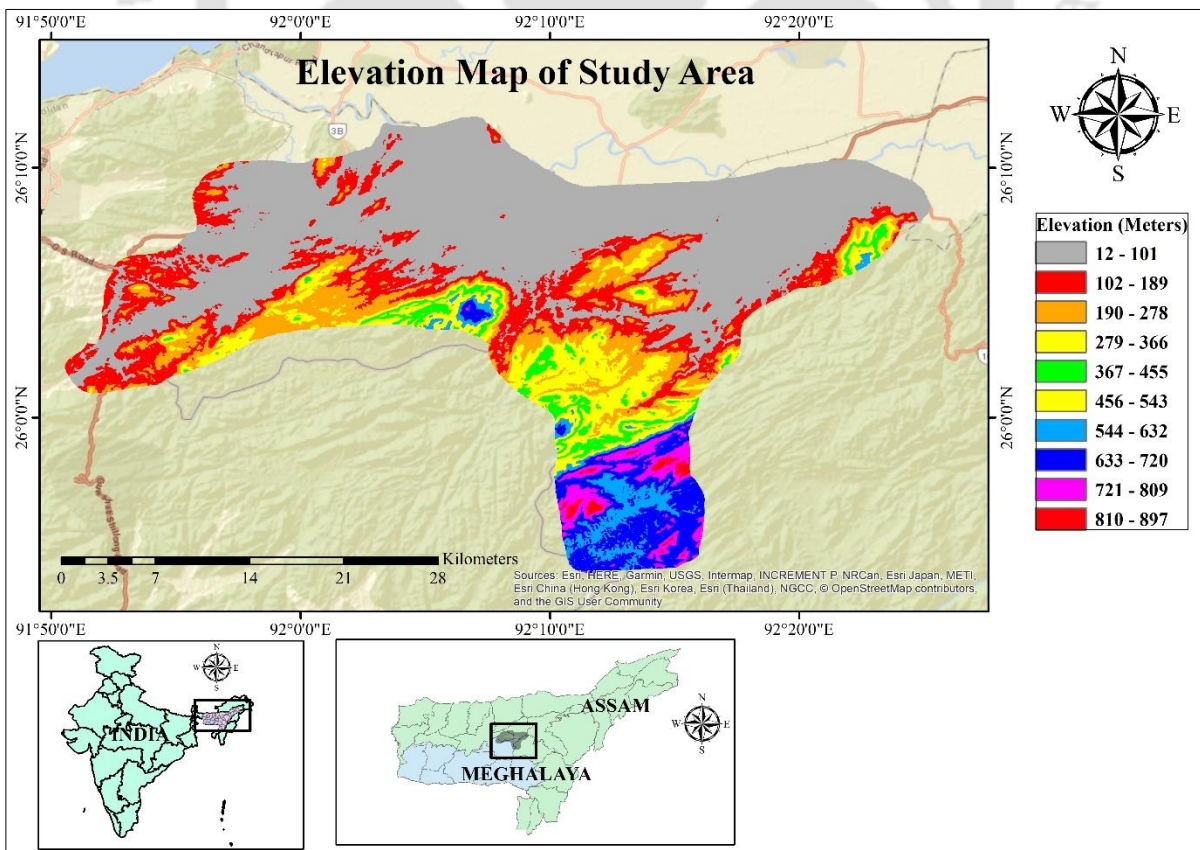 91°50'0"E 92°0'0"E 92°10'0"E 92°20'0"E
Elevation Map of Study Area
3B
G S Road
26°10'0"N
26°10'0"N
26°0'0"N
26°0'0"N
N
W E
S
Elevation (Meters)
12 - 101
102 - 189
190 - 278
279 - 366
367 - 455
456 - 543
544 - 632
633 - 720
721 - 809
810 - 897
Kilometers
0 3.5 7 14 21 28
Sources: Esri, HERE, Garmin, USGS, Intermap, INCREMENT P, NRCan, Esri Japan, METI,
Esri China (Hong Kong), Esri Korea, Esri (Thailand), NGCC, © OpenStreetMap contributors,
and the GIS User Community
91°50'0"E 92°0'0"E 92°10'0"E 92°20'0"E
N
W E
S
INDIA
ASSAM
MEGHALAYA
N
W E
S